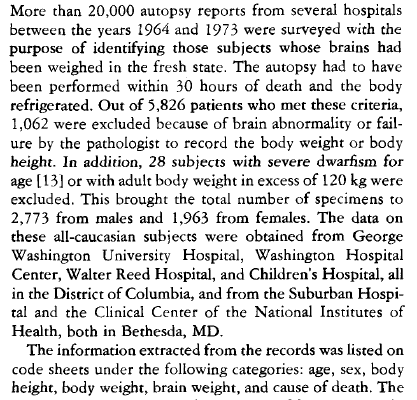 More than 20,000 autopsy reports from several hospitals
between the years 1964 and 1973 were surveyed with the
purpose of identifying those subjects whose brains had
been weighed in the fresh state. The autopsy had to have
been performed within 30 hours of death and the body
refrigerated. Out of 5,826 patients who met these criteria,
1,062 were excluded because of brain abnormality or fail-
ure by the pathologist to record the body weight or body
height. In addition, 28 subjects with severe dwarfism for
age [13] or with adult body weight in excess of 120 kg were
excluded. This brought the total number of specimens to
2,773 from males and 1,963 from females. The data on
these all-caucasian subjects were obtained from George
Washington University Hospital, Washington Hospital
Center, Walter Reed Hospital, and Children's Hospital, all
in the District of Columbia, and from the Suburban Hospi-
tal and the Clinical Center of the National Institutes of
Health, both in Bethesda, MD.
The information extracted from the records was listed on
code sheets under the following categories: age, sex, body
height, body weight, brain weight, and cause of death. The